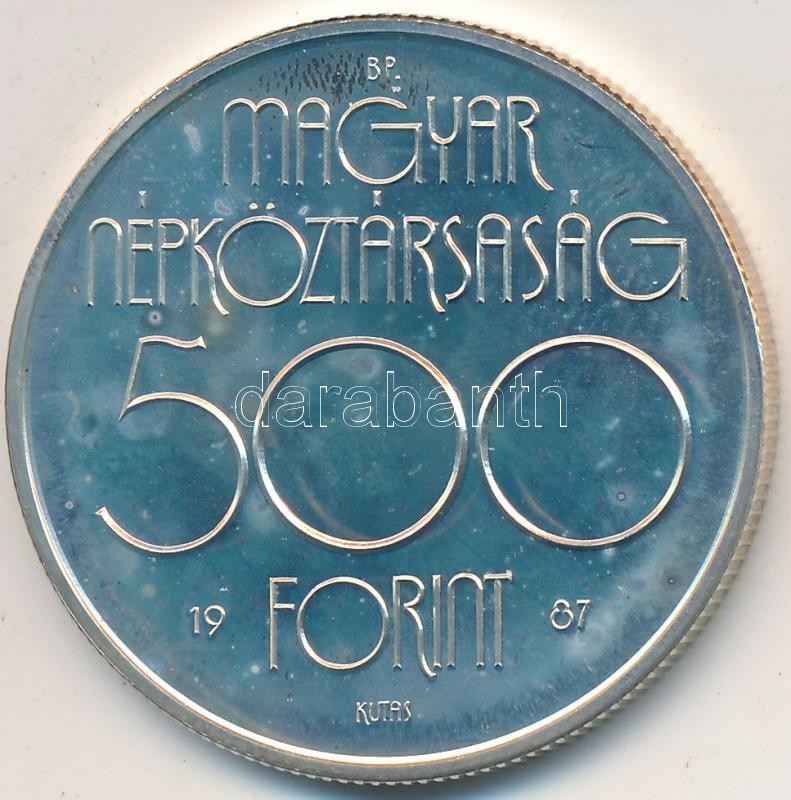 BP.
MAGYAR
NÉPKÖZTÁRSASÁG
500
darabanth
19 FORINT 87
KUTAS